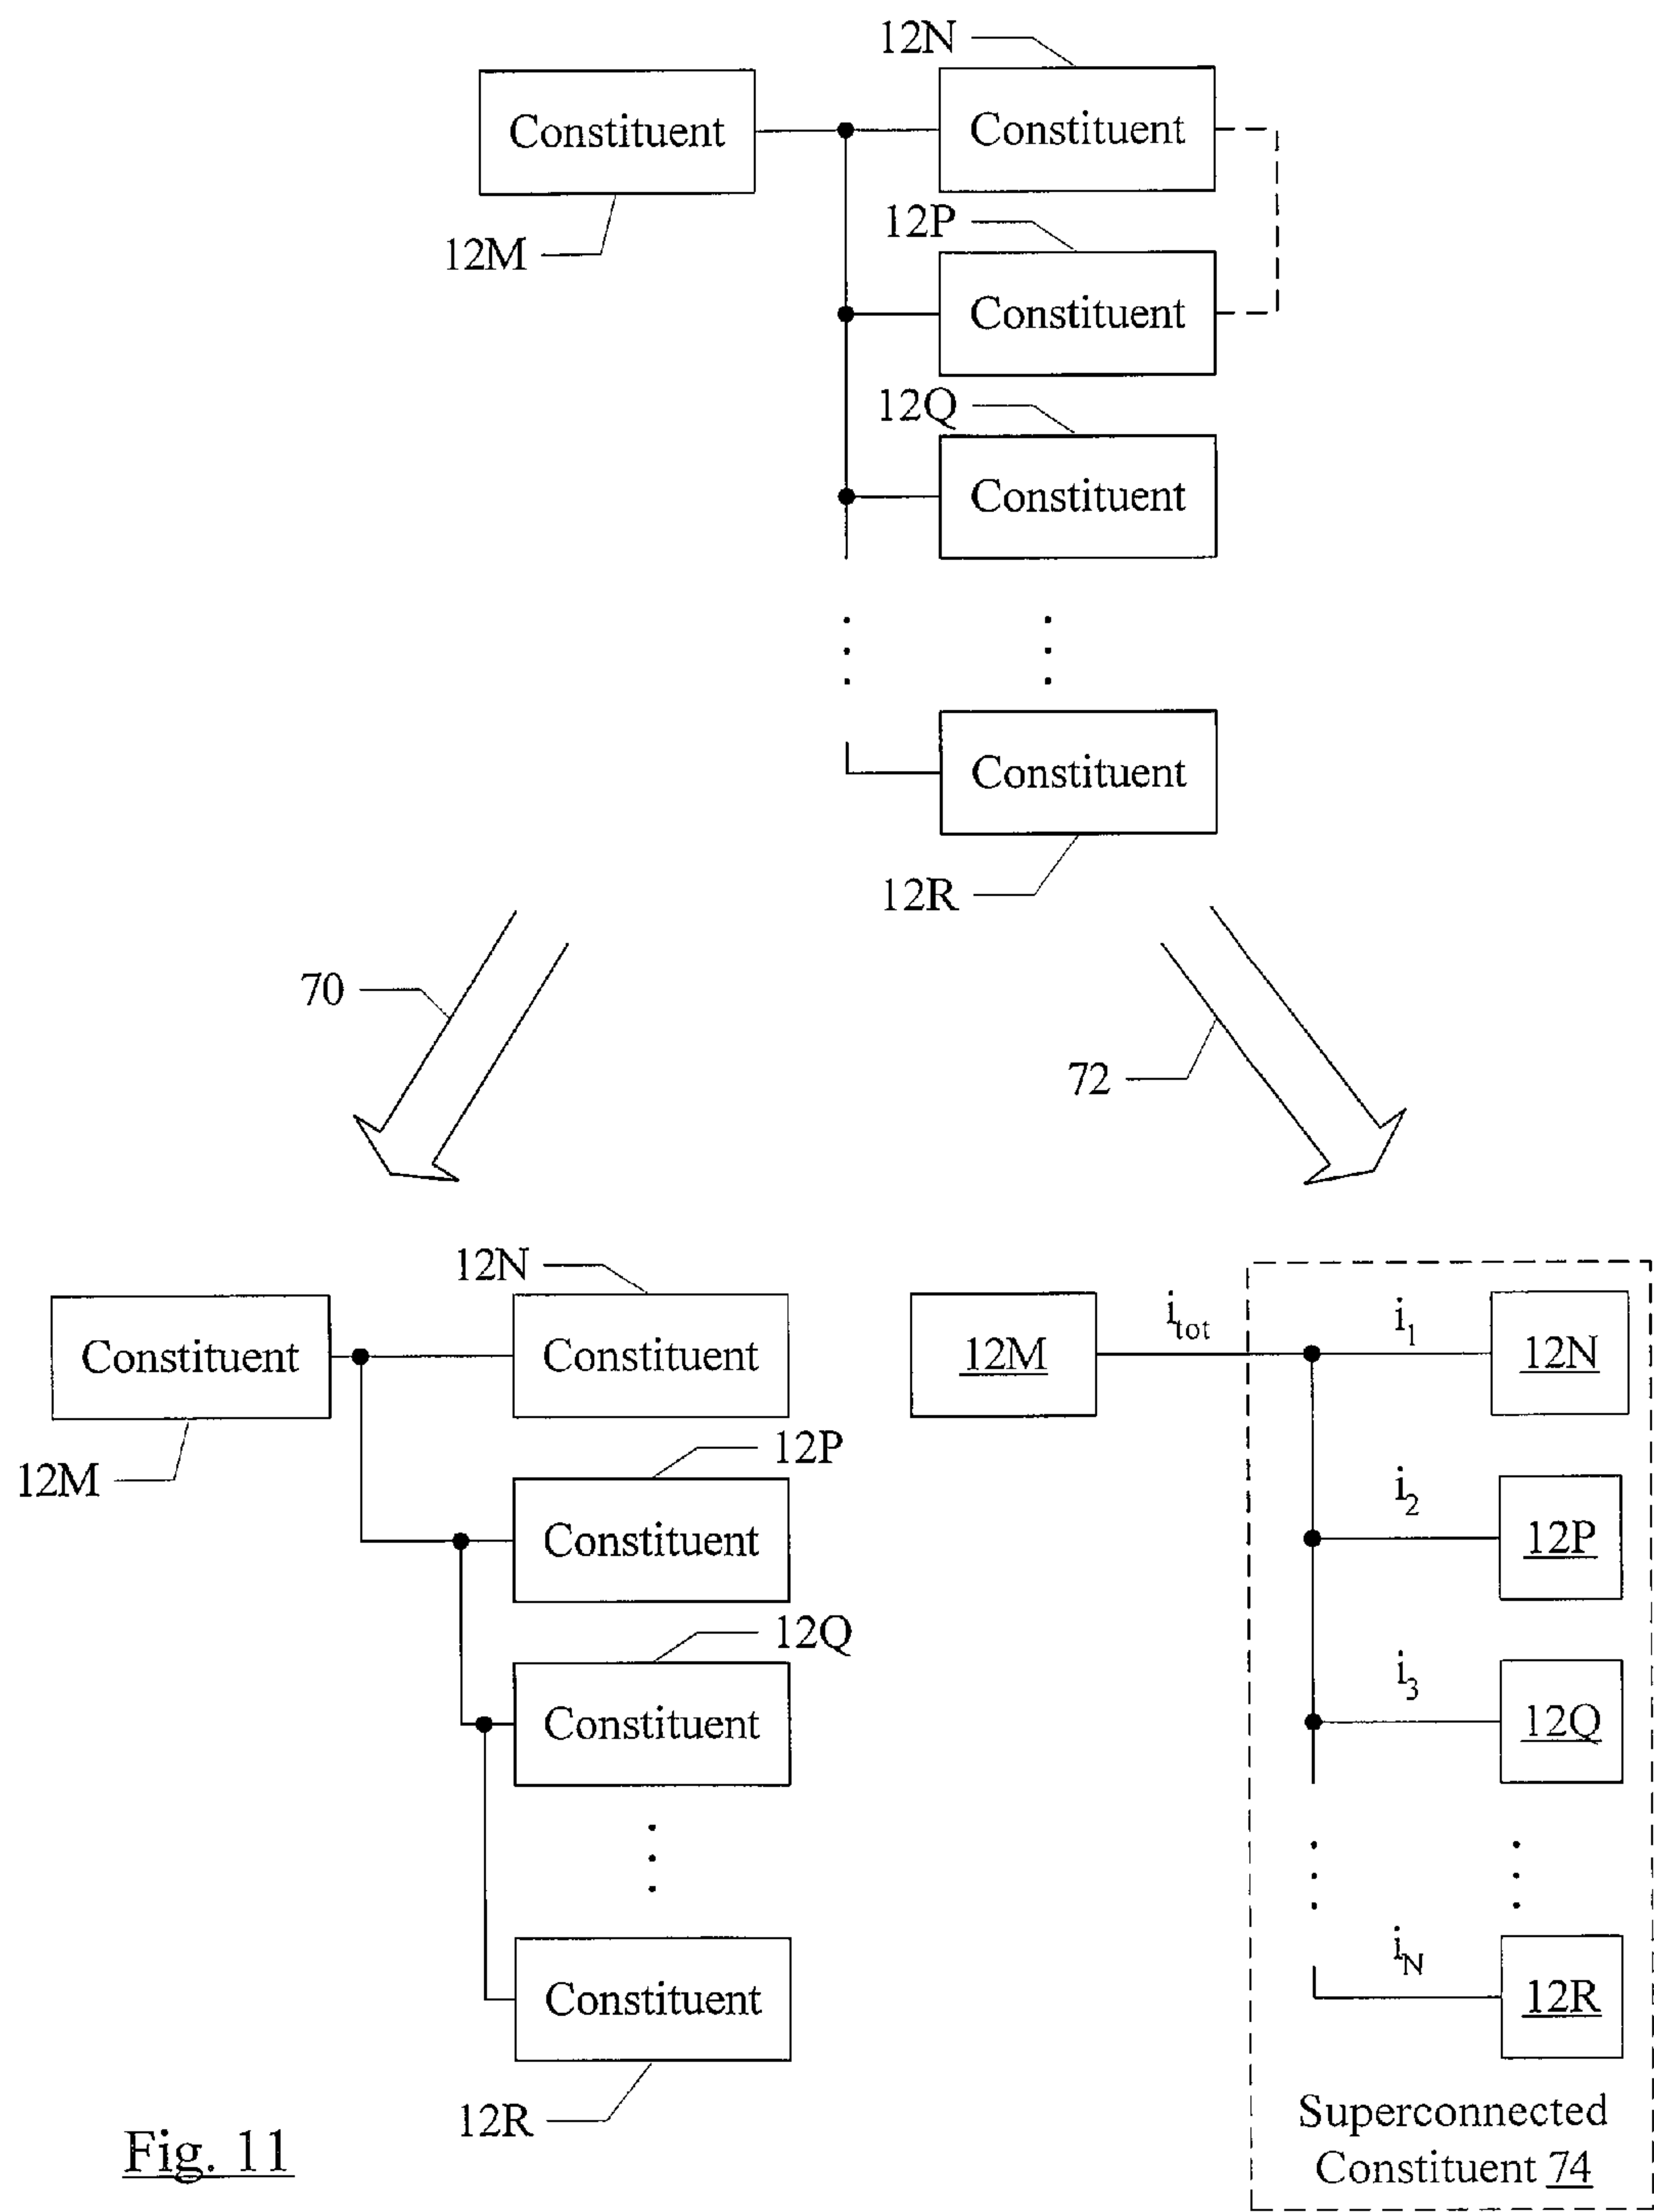 12N
Constituent
Constituent
12M
12P
Constituent
12Q
Constituent
Constituent
12R
70
72
12N
Constituent
Constituent
12M
12P
Constituent
12Q
Constituent
Constituent
12R
12M
i_tot
i_1
12N
i_2
12P
i_3
12Q
i_N
12R
Superconnected
Constituent 74
Fig. 11